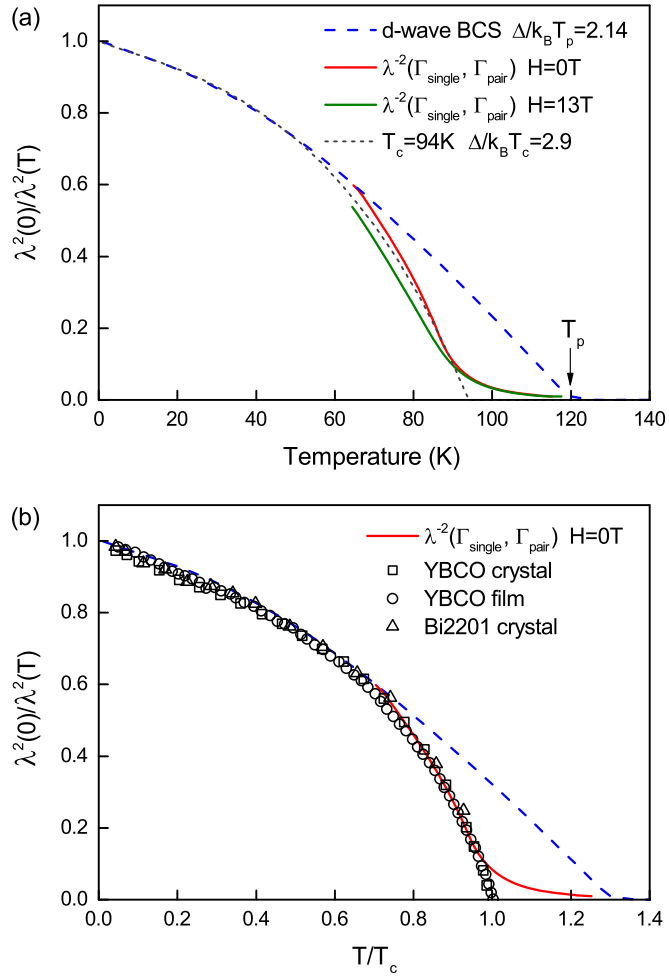 (a)
d-wave BCS Δ/k_BT_p=2.14
λ⁻²(Γ_single, Γ_pair) H=0T
λ⁻²(Γ_single, Γ_pair) H=13T
T_c=94K Δ/k_BT_c=2.9
λ²(0)/λ²(T)
1.0
0.8
0.6
0.4
0.2
0.0
T_p
0 20 40 60 80 100 120 140
Temperature (K)
(b)
λ⁻²(Γ_single, Γ_pair) H=0T
YBCO crystal
YBCO film
Bi2201 crystal
λ²(0)/λ²(T)
1.0
0.8
0.6
0.4
0.2
0.0
0.0 0.2 0.4 0.6 0.8 1.0 1.2 1.4
T/T_c